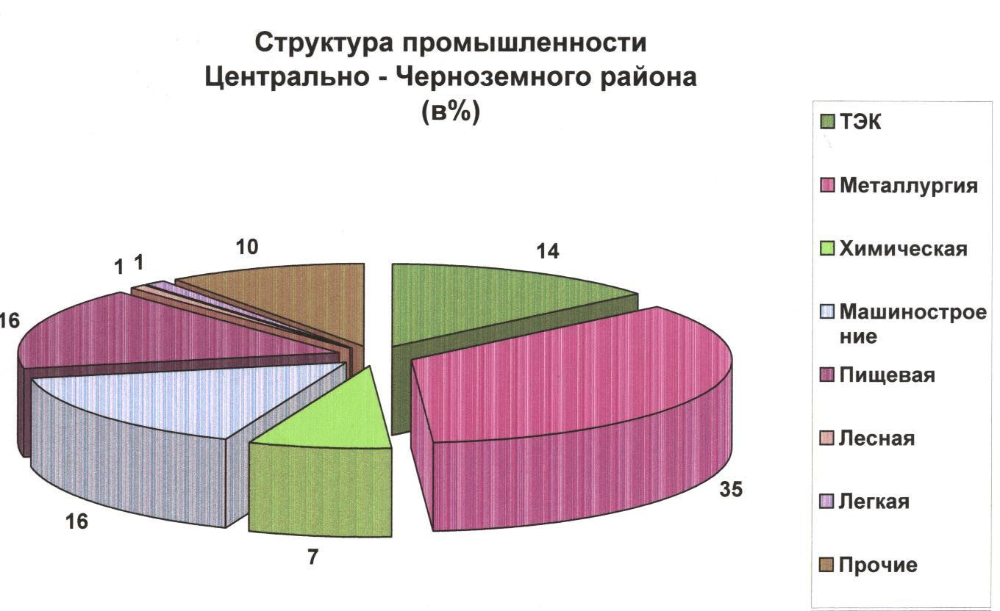 Структура промышленности
Центрально - Черноземного района
(в%)
ТЭК
Металлургия
Химическая
Машинострое
ние
Пищевая
Лесная
Легкая
Прочие
10
14
1 1
16
35
16
7